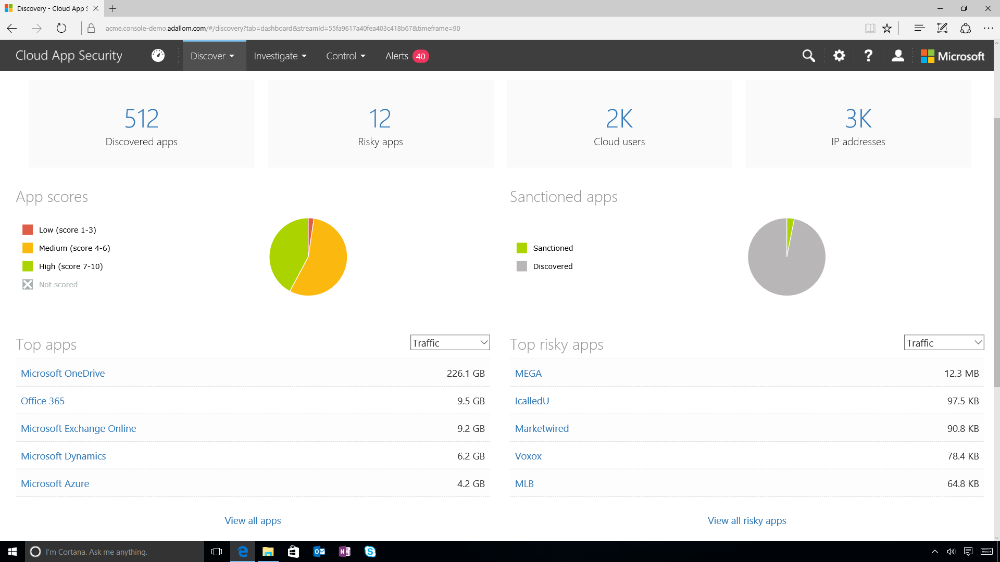 Discovery - Cloud App S
acme.console-demo.adallom.com/#/discovery?tab=dashboard&streamId=55fa9617a40fea403c418b67&timeframe=90
Cloud App Security Discover Investigate Control Alerts 40 ? Microsoft
512 12 2K 3K
Discovered apps Risky apps Cloud users IP addresses
App scores
Low (score 1-3)
Medium (score 4-6)
High (score 7-10)
Not scored
Sanctioned apps
Sanctioned
Discovered
Top apps Traffic
Microsoft OneDrive 226.1 GB
Office 365 9.5 GB
Microsoft Exchange Online 9.2 GB
Microsoft Dynamics 6.2 GB
Microsoft Azure 4.2 GB
View all apps
Top risky apps Traffic
MEGA 12.3 MB
IcalledU 97.5 KB
Marketwired 90.8 KB
Voxox 78.4 KB
MLB 64.8 KB
View all risky apps
I'm Cortana. Ask me anything.